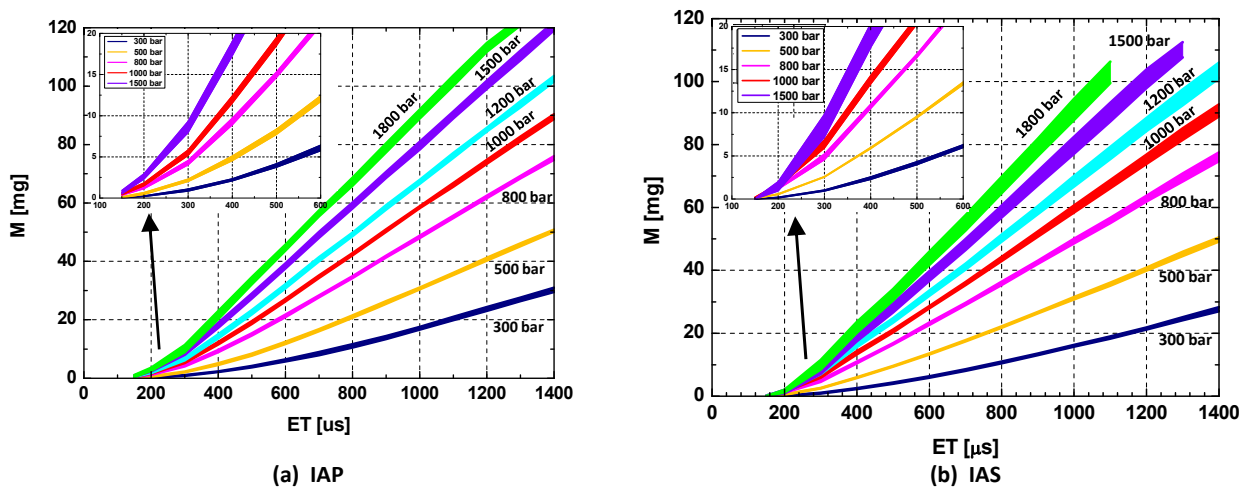 120
100
80
60
40
20
0
M [mg]
20
15
10
5
0
100 200 300 400 500 600
300 bar
500 bar
800 bar
1000 bar
1500 bar
1800 bar
1500 bar
1200 bar
1000 bar
800 bar
500 bar
300 bar
0 200 400 600 800 1000 1200 1400
ET [us]
(a) IAP
120
100
80
60
40
20
0
M [mg]
20
15
10
5
0
100 200 300 400 500 600
300 bar
500 bar
800 bar
1000 bar
1500 bar
1800 bar
1500 bar
1200 bar
1000 bar
800 bar
500 bar
300 bar
0 200 400 600 800 1000 1200 1400
ET [µs]
(b) IAS